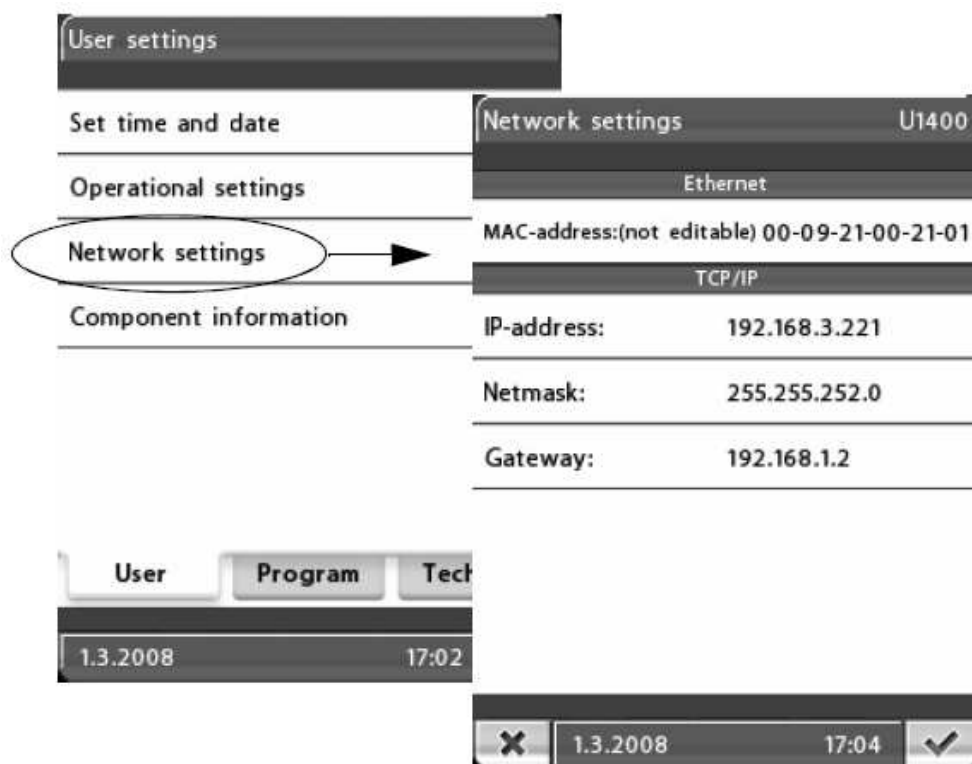 User settings
Set time and date
Operational settings
Network settings
Component information
User Program Tech
1.3.2008 17:02
Network settings U1400
Ethernet
MAC-address:(not editable) 00-09-21-00-21-01
TCP/IP
IP-address: 192.168.3.221
Netmask: 255.255.252.0
Gateway: 192.168.1.2
1.3.2008 17:04